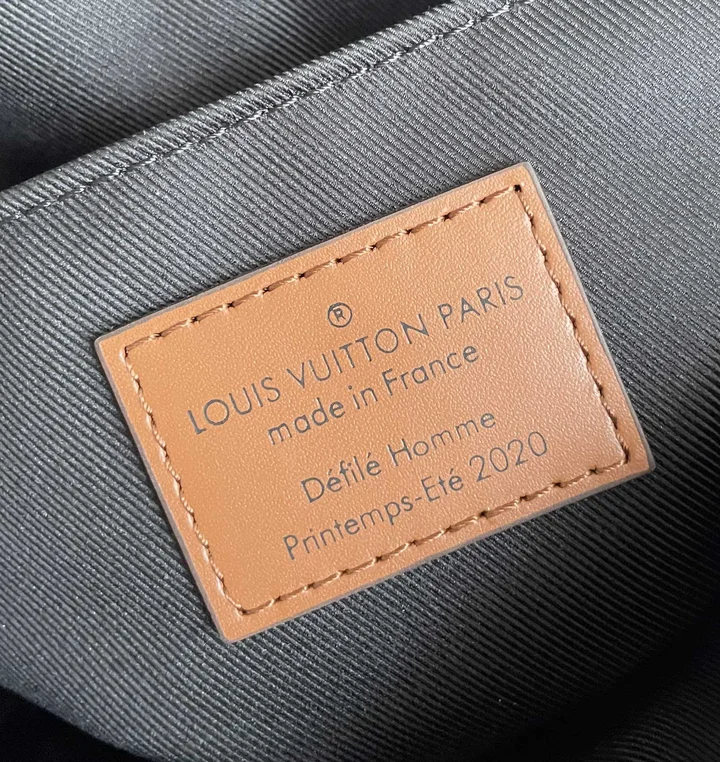 ®
LOUIS VUITTON PARIS
made in France
Défilé Homme
Printemps-Eté 2020